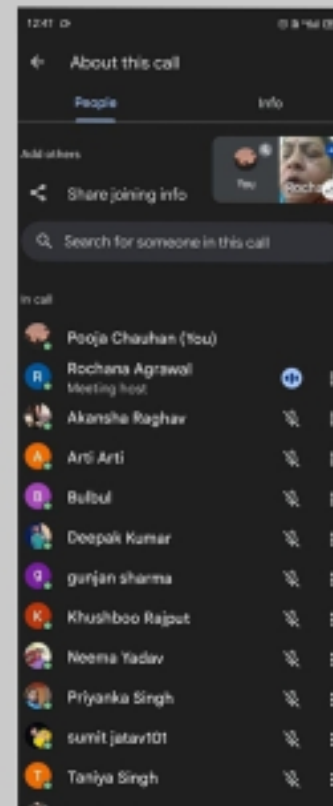 12:41
About this call
People
Info
Add others
You
Share joining info
Search for someone in this call
In call
Pooja Chauhan (You)
R
Rochana Agrawal
Meeting host
Akansha Raghav
A
Arti Arti
B
Bulbul
Deepak Kumar
g
gunjan sharma
K
Khushboo Rajput
Neema Yadav
Priyanka Singh
sumit jatav101
T
Taniya Singh